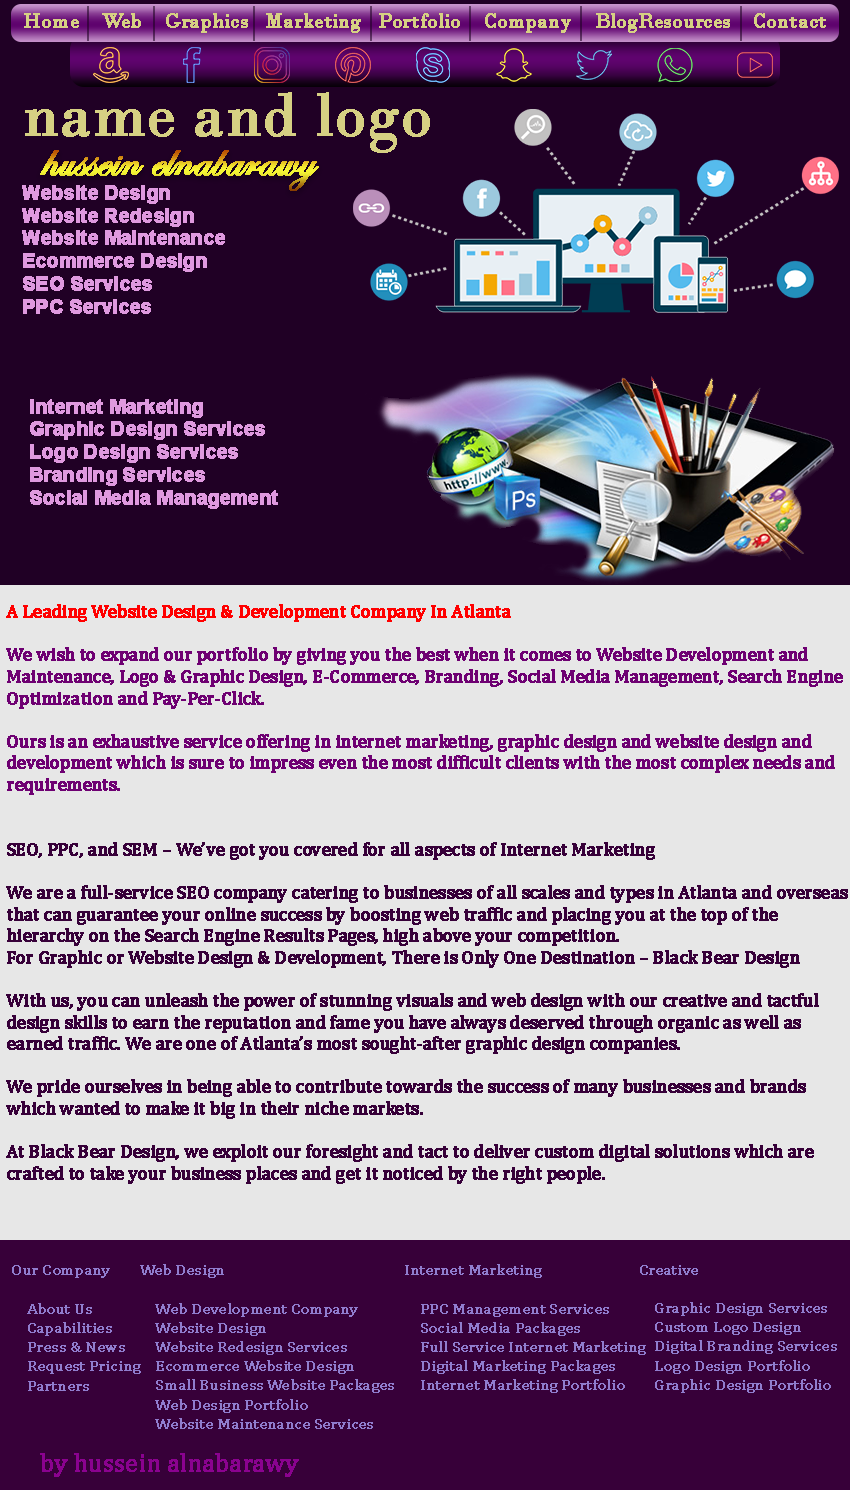 Home Web Graphics Marketing Portfolio Company BlogResources Contact
name and logo
hussein elnabarawy
Website Design
Website Redesign
Website Maintenance
Ecommerce Design
SEO Services
PPC Services
Internet Marketing
Graphic Design Services
Logo Design Services
Branding Services
Social Media Management
http://www.
Ps
A Leading Website Design & Development Company In Atlanta
We wish to expand our portfolio by giving you the best when it comes to Website Development and
Maintenance, Logo & Graphic Design, E-Commerce, Branding, Social Media Management, Search Engine
Optimization and Pay-Per-Click.
Ours is an exhaustive service offering in internet marketing, graphic design and website design and
development which is sure to impress even the most difficult clients with the most complex needs and
requirements.
SEO, PPC, and SEM – We've got you covered for all aspects of Internet Marketing
We are a full-service SEO company catering to businesses of all scales and types in Atlanta and overseas
that can guarantee your online success by boosting web traffic and placing you at the top of the
hierarchy on the Search Engine Results Pages, high above your competition.
For Graphic or Website Design & Development, There is Only One Destination – Black Bear Design
With us, you can unleash the power of stunning visuals and web design with our creative and tactful
design skills to earn the reputation and fame you have always deserved through organic as well as
earned traffic. We are one of Atlanta's most sought-after graphic design companies.
We pride ourselves in being able to contribute towards the success of many businesses and brands
which wanted to make it big in their niche markets.
At Black Bear Design, we exploit our foresight and tact to deliver custom digital solutions which are
crafted to take your business places and get it noticed by the right people.
Our Company
About Us
Capabilities
Press & News
Request Pricing
Partners
Web Design
Web Development Company
Website Design
Website Redesign Services
Ecommerce Website Design
Small Business Website Packages
Web Design Portfolio
Website Maintenance Services
Internet Marketing
PPC Management Services
Social Media Packages
Full Service Internet Marketing
Digital Marketing Packages
Internet Marketing Portfolio
Creative
Graphic Design Services
Custom Logo Design
Digital Branding Services
Logo Design Portfolio
Graphic Design Portfolio
by hussein alnabarawy